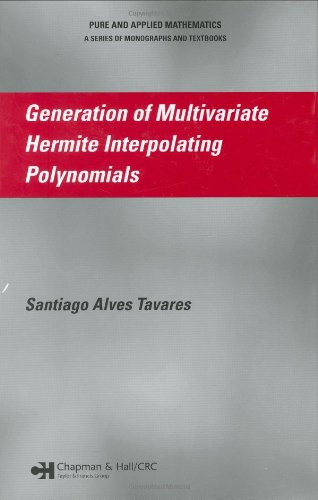 PURE AND APPLIED MATHEMATICS
A SERIES OF MONOGRAPHS AND TEXTBOOKS
Generation of Multivariate
Hermite Interpolating
Polynomials
Santiago Alves Tavares
Chapman & Hall/CRC
Taylor & Francis Group